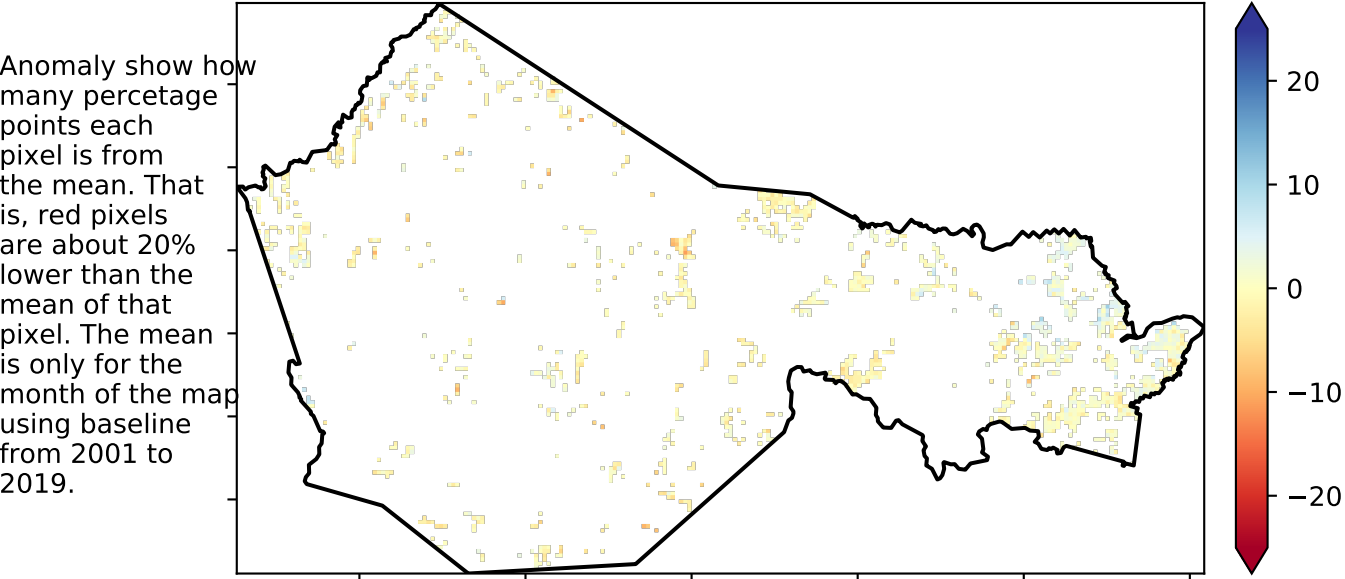 Anomaly show how
many percetage
points each
pixel is from
the mean. That
is, red pixels
are about 20%
lower than the
mean of that
pixel. The mean
is only for the
month of the map
using baseline
from 2001 to
2019.
20
10
0
−10
−20